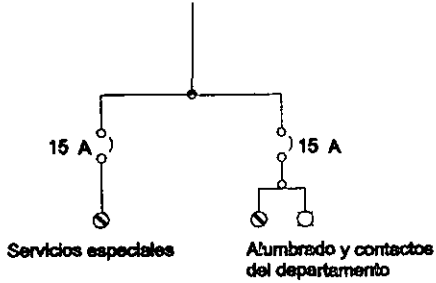 15 A
15 A
Servicios especiales
Alumbrado y contactos
del departamento